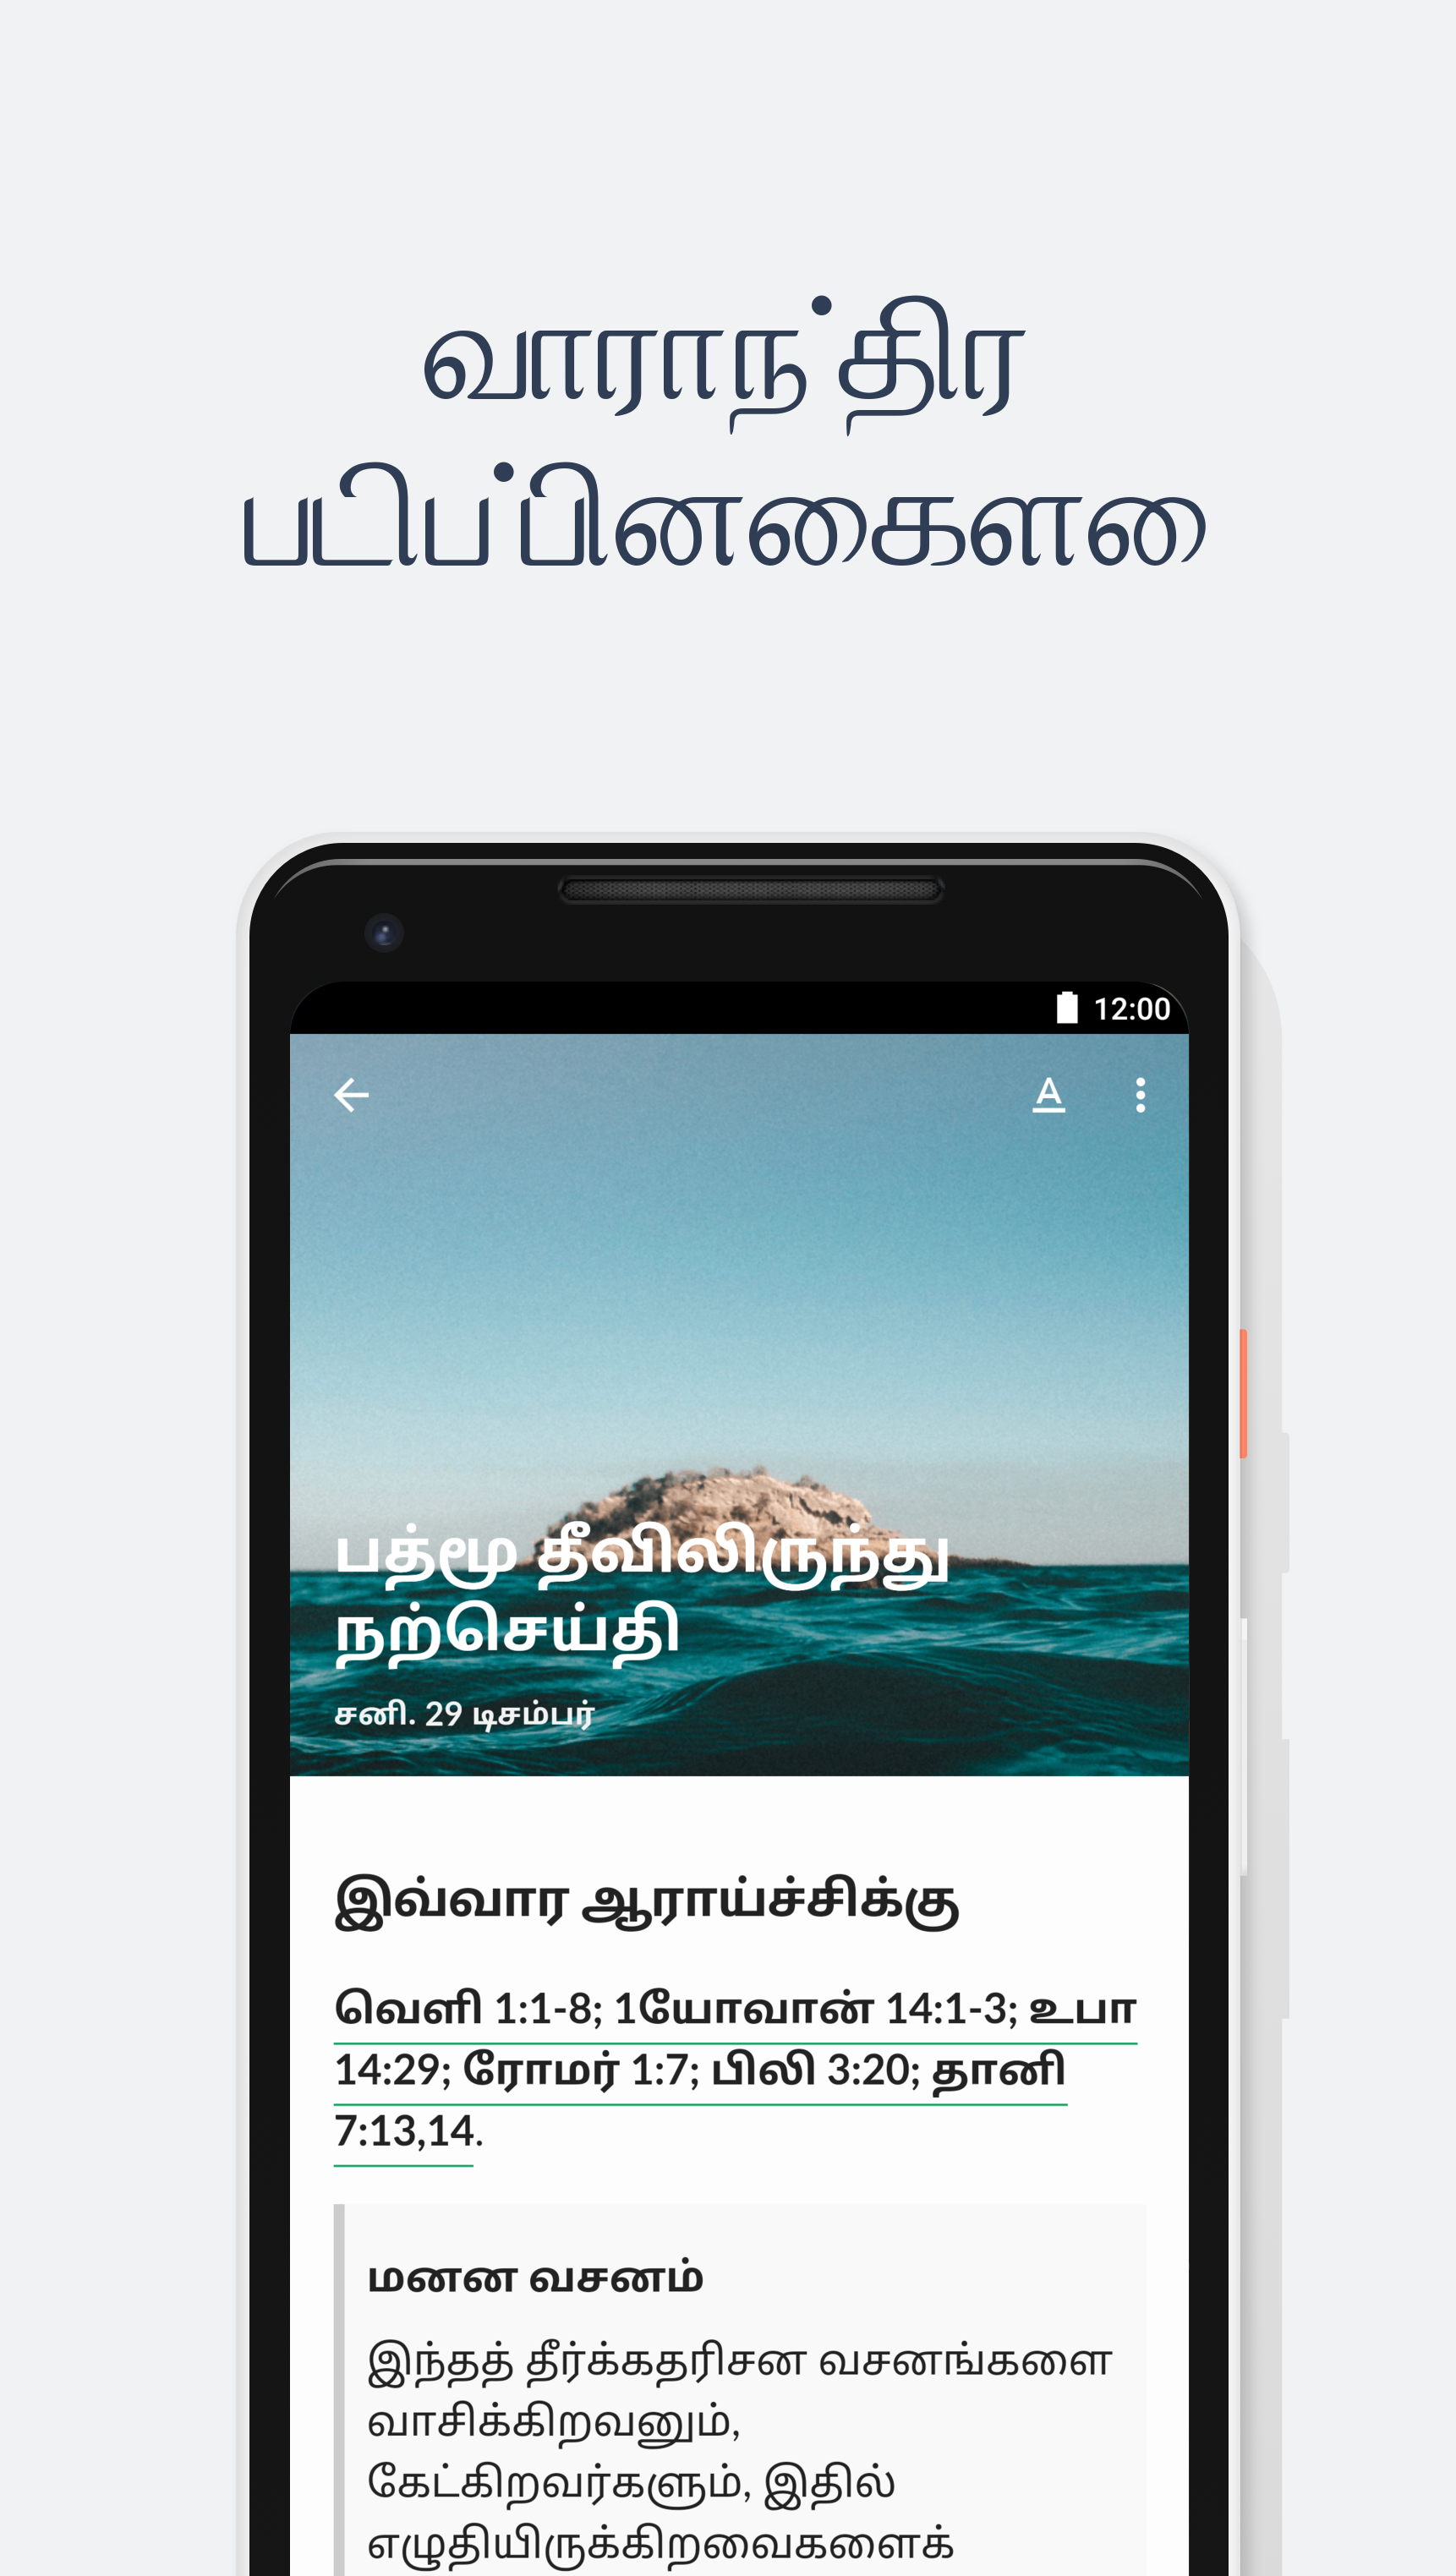 வாராந்திர
படிப்பினைகளை
12:00
A
பத்மூ தீவிலிருந்து
நற்செய்தி
சனி. 29 டிசம்பர்
இவ்வார ஆராய்ச்சிக்கு
வெளி 1:1-8; 1யோவான் 14:1-3; உபா
14:29; ரோமர் 1:7; பிலி 3:20; தானி
7:13,14.
மனன வசனம்
இந்தத் தீர்க்கதரிசன வசனங்களை
வாசிக்கிறவனும்,
கேட்கிறவர்களும், இதில்
எழுதியிருக்கிறவைகளைக்